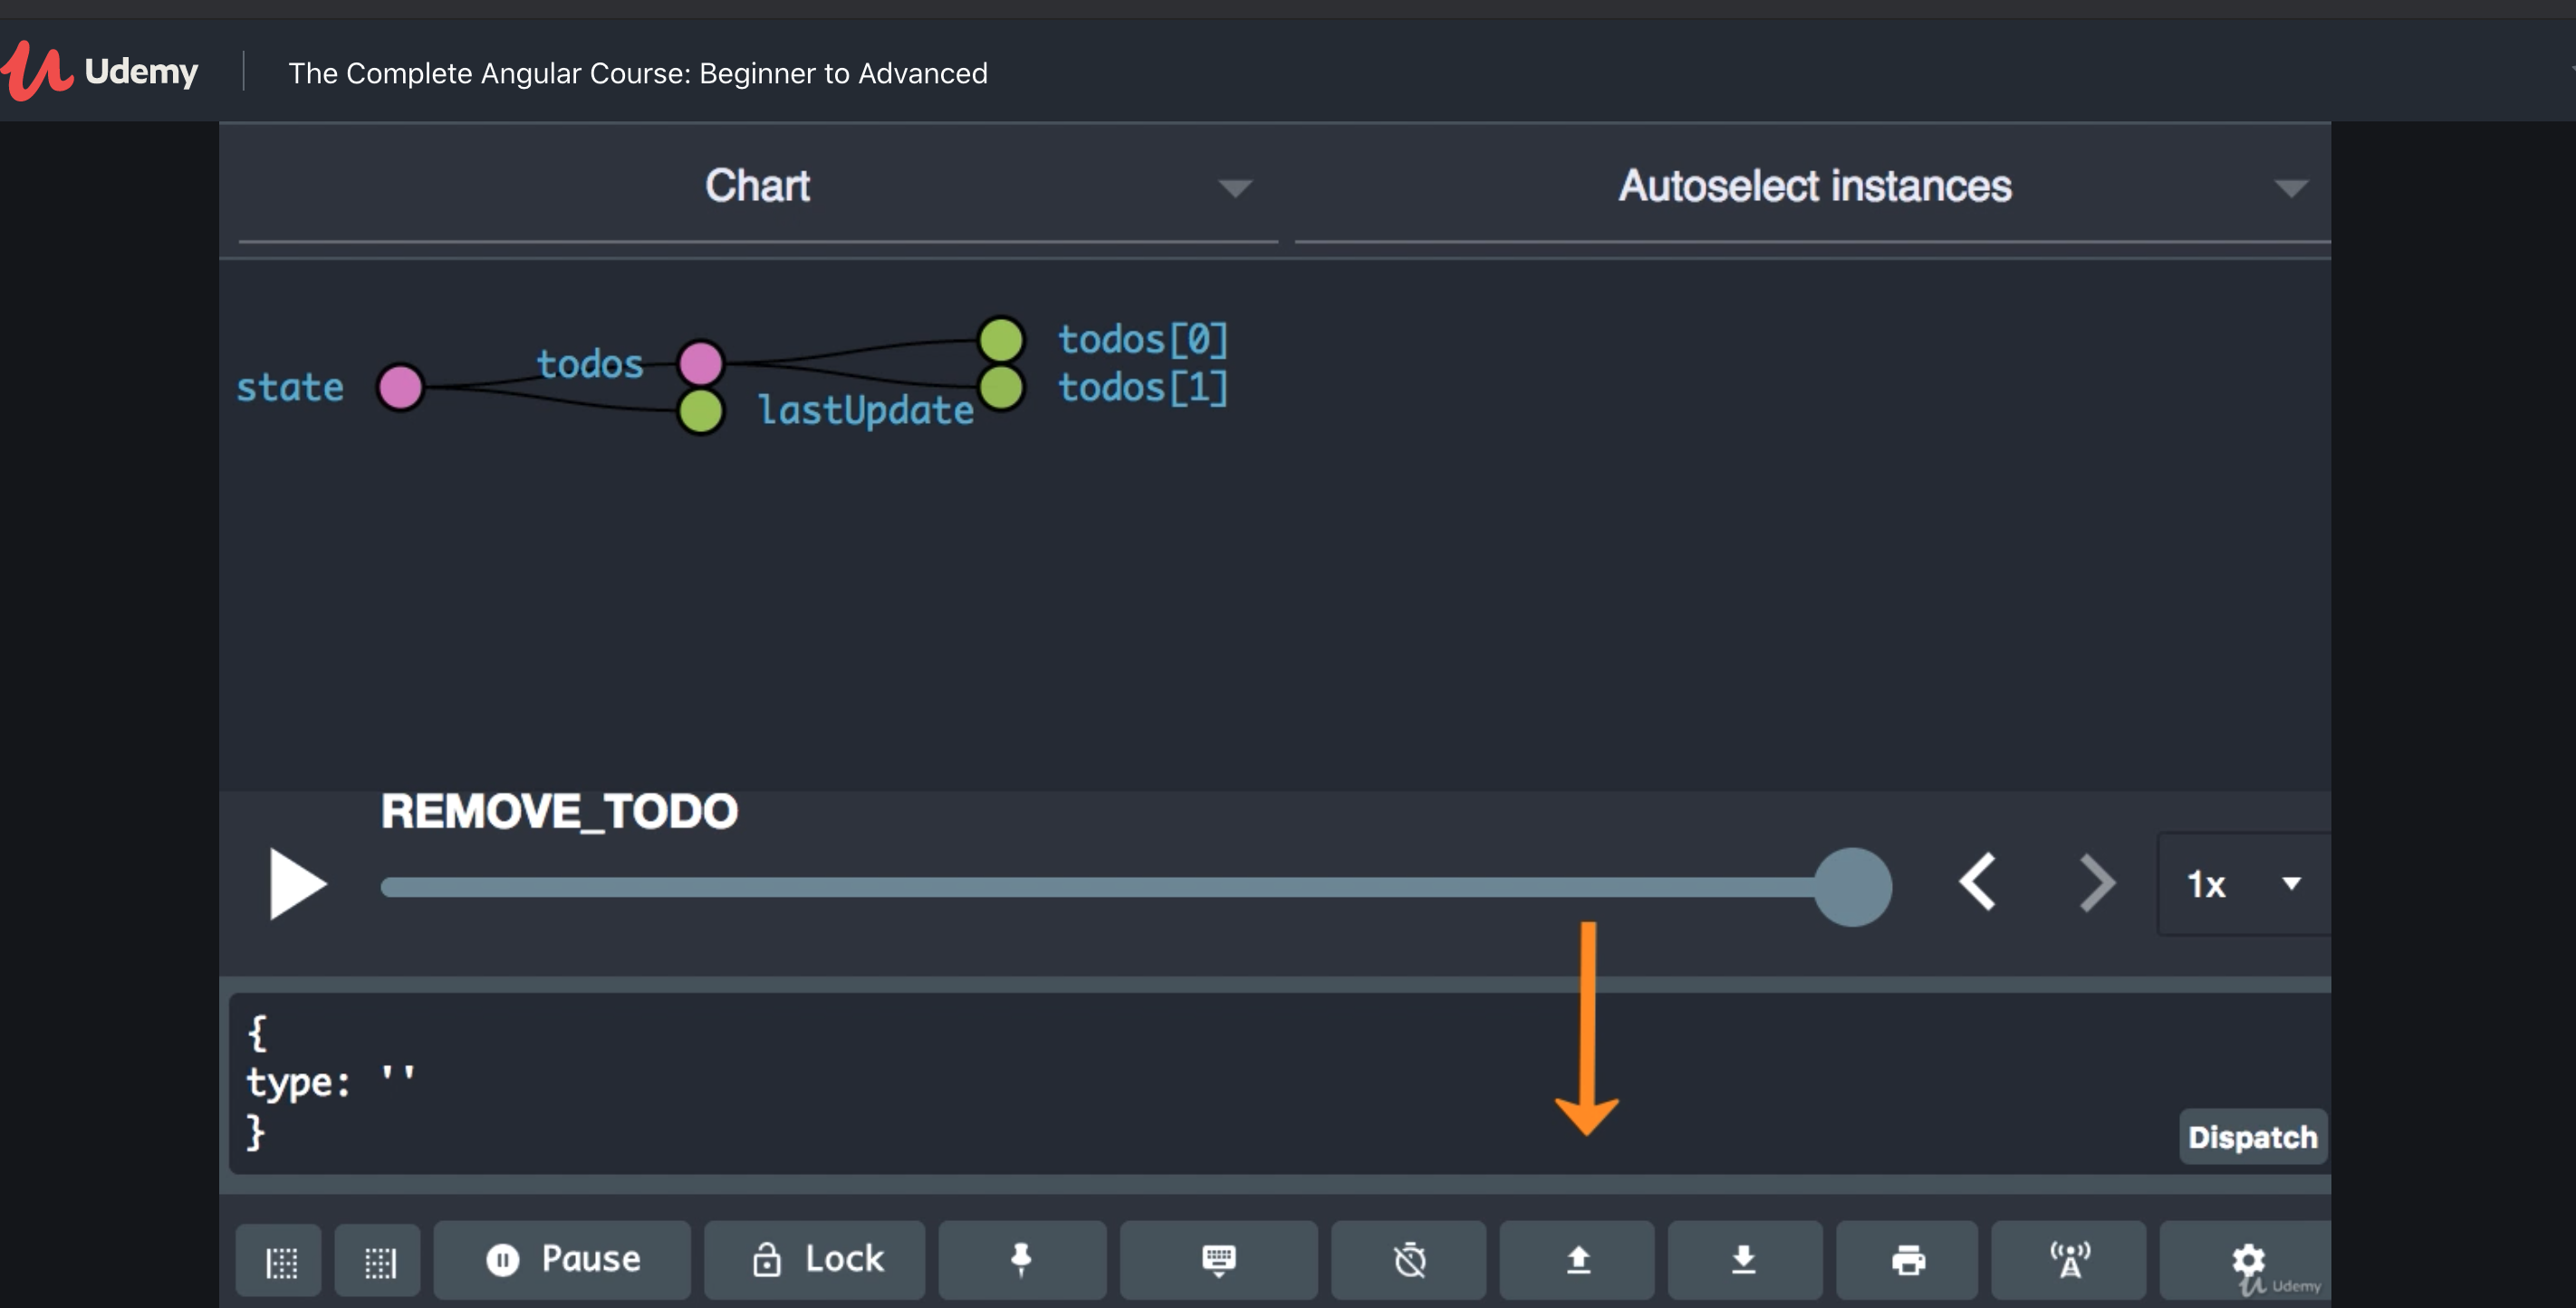 Udemy
The Complete Angular Course: Beginner to Advanced
Chart
Autoselect instances
state
todos
lastUpdate
todos[0]
todos[1]
REMOVE_TODO
1x
{
type: ''
}
Dispatch
Pause
Lock
Udemy